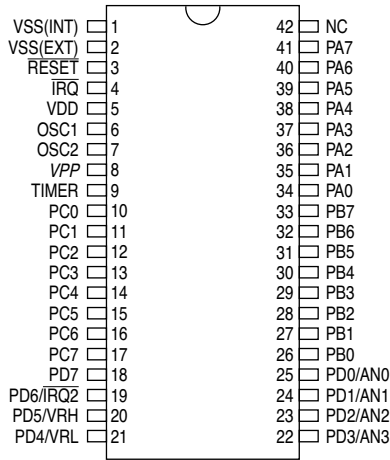 VSS(INT) 1 42 NC
VSS(EXT) 2 41 PA7
RESET 3 40 PA6
IRQ 4 39 PA5
VDD 5 38 PA4
OSC1 6 37 PA3
OSC2 7 36 PA2
VPP 8 35 PA1
TIMER 9 34 PA0
PC0 10 33 PB7
PC1 11 32 PB6
PC2 12 31 PB5
PC3 13 30 PB4
PC4 14 29 PB3
PC5 15 28 PB2
PC6 16 27 PB1
PC7 17 26 PB0
PD7 18 25 PD0/AN0
PD6/IRQ2 19 24 PD1/AN1
PD5/VRH 20 23 PD2/AN2
PD4/VRL 21 22 PD3/AN3